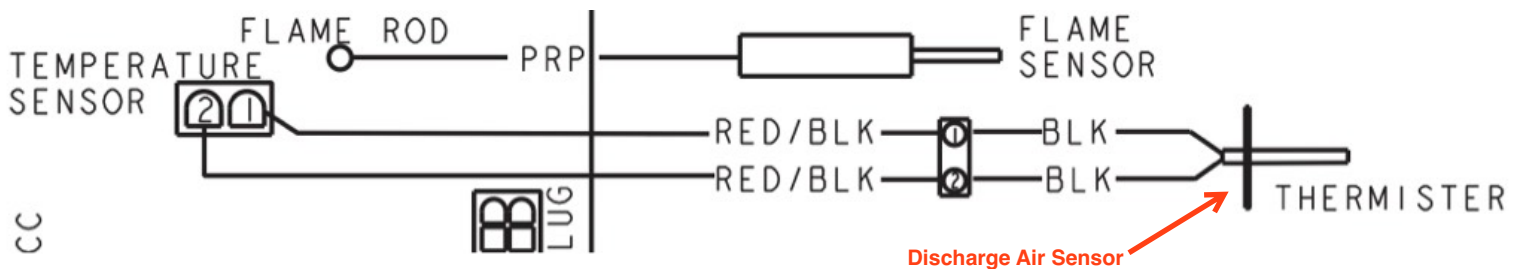 FLAME ROD
PRP
FLAME
SENSOR
TEMPERATURE
SENSOR
2 1
RED/BLK
1
BLK
RED/BLK
2
BLK
THERMISTER
CC
LUG
Discharge Air Sensor